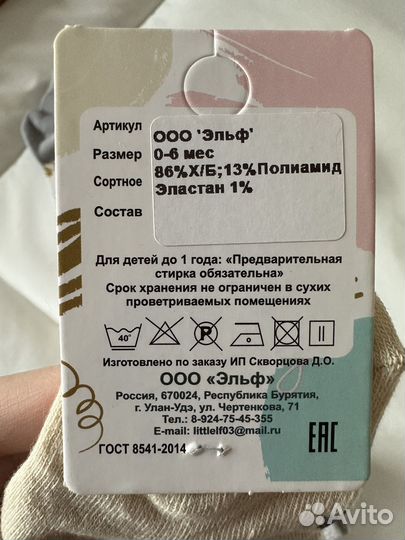 Артикул ООО 'Эльф'
Размер 0-6 мес
Сортное 86%Х/Б;13%Полиамид
Эластан 1%
Состав
Для детей до 1 года: «Предварительная
стирка обязательна»
Срок хранения не ограничен в сухих
проветриваемых помещениях
40°
P
Изготовлено по заказу ИП Скворцова Д.О.
ООО «Эльф»
Россия, 670024, Республика Бурятия,
г. Улан-Удэ, ул. Чертенкова, 71
Тел.: 8-924-75-45-355
E-mail: littlelf03@mail.ru
ГОСТ 8541-2014
ЕАС
Avito